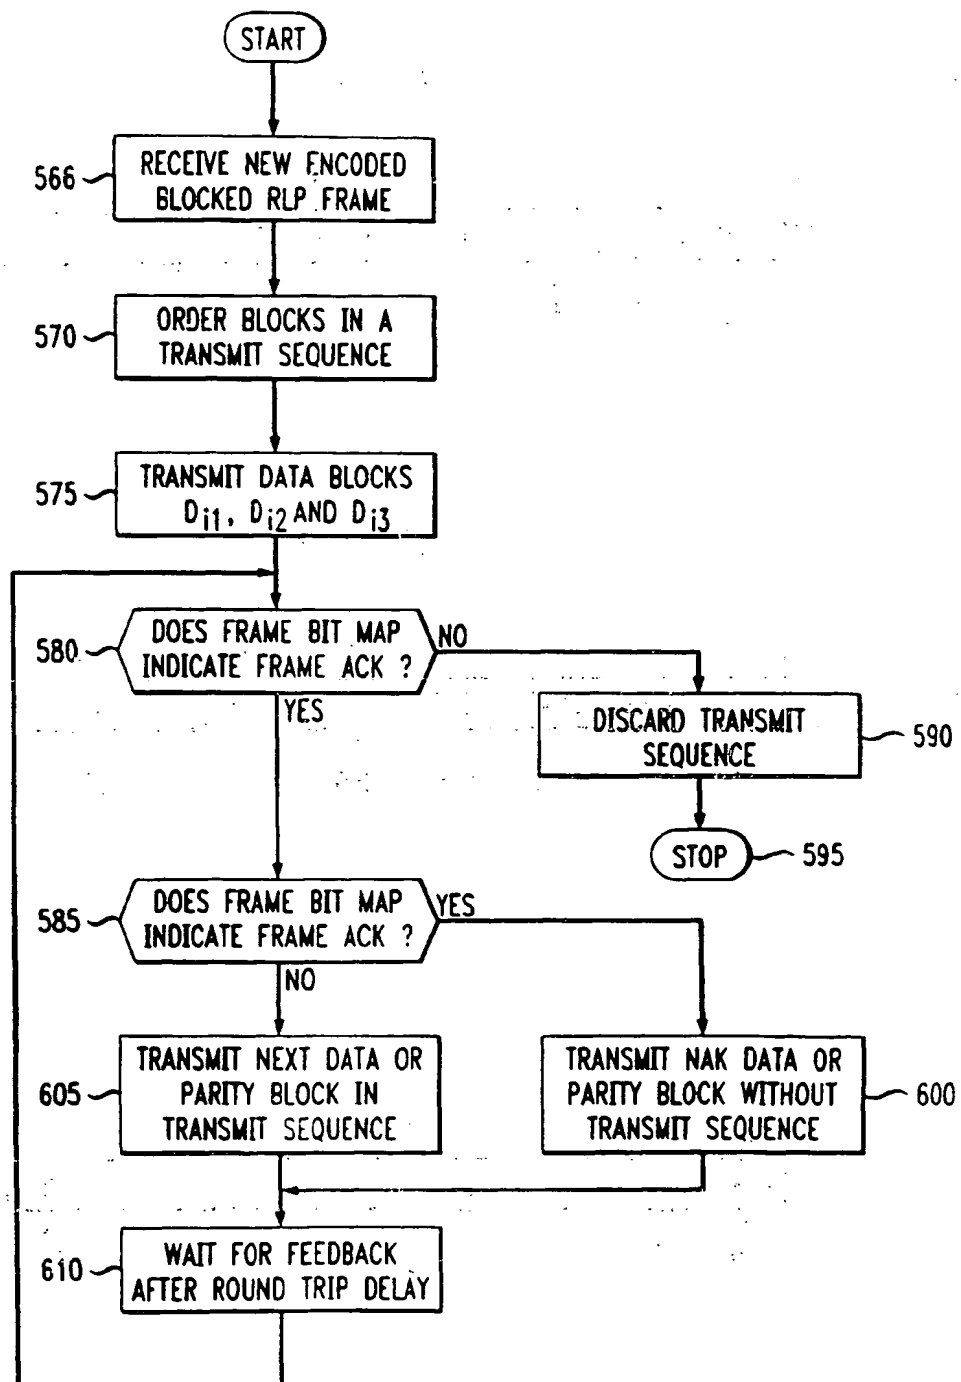 START
566
RECEIVE NEW ENCODED
BLOCKED RLP FRAME
570
ORDER BLOCKS IN A
TRANSMIT SEQUENCE
575
TRANSMIT DATA BLOCKS
Di1, Di2 AND Di3
580
DOES FRAME BIT MAP
INDICATE FRAME ACK ?
NO
YES
DISCARD TRANSMIT
SEQUENCE
590
STOP
595
585
DOES FRAME BIT MAP
INDICATE FRAME ACK ?
YES
NO
605
TRANSMIT NEXT DATA OR
PARITY BLOCK IN
TRANSMIT SEQUENCE
TRANSMIT NAK DATA OR
PARITY BLOCK WITHOUT
TRANSMIT SEQUENCE
600
610
WAIT FOR FEEDBACK
AFTER ROUND TRIP DELAY